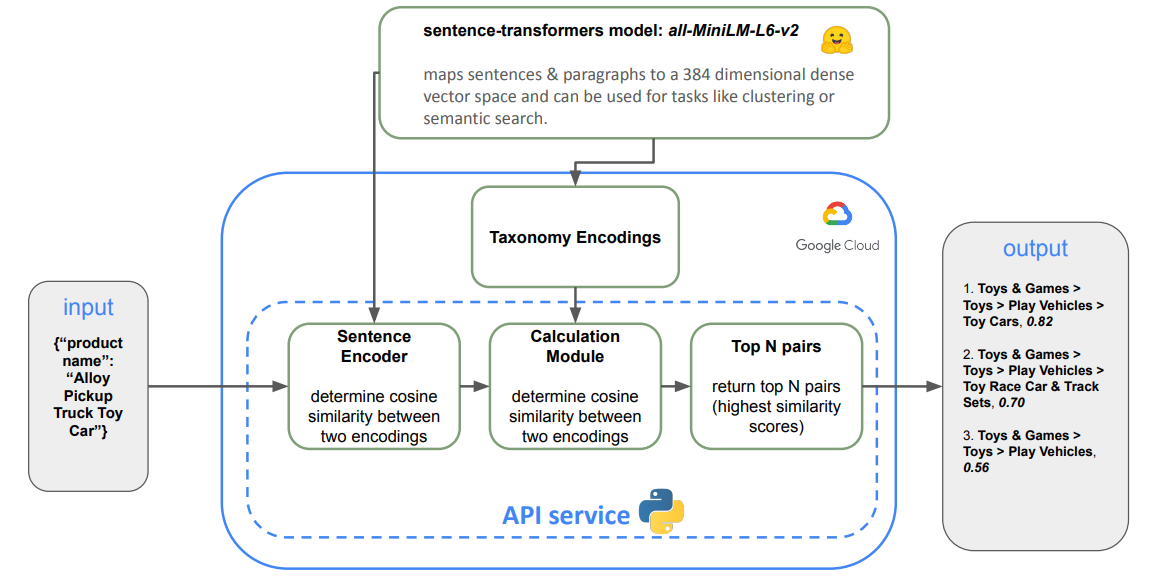 sentence-transformers model: all-MiniLM-L6-v2
maps sentences & paragraphs to a 384 dimensional dense
vector space and can be used for tasks like clustering or
semantic search.
Taxonomy Encodings
Google Cloud
input
{“product
name”:
“Alloy
Pickup
Truck Toy
Car”}
Sentence
Encoder
determine cosine
similarity between
two encodings
Calculation
Module
determine cosine
similarity between
two encodings
Top N pairs
return top N pairs
(highest similarity
scores)
API service
output
1. Toys & Games >
Toys > Play Vehicles >
Toy Cars, 0.82
2. Toys & Games >
Toys > Play Vehicles >
Toy Race Car & Track
Sets, 0.70
3. Toys & Games >
Toys > Play Vehicles,
0.56